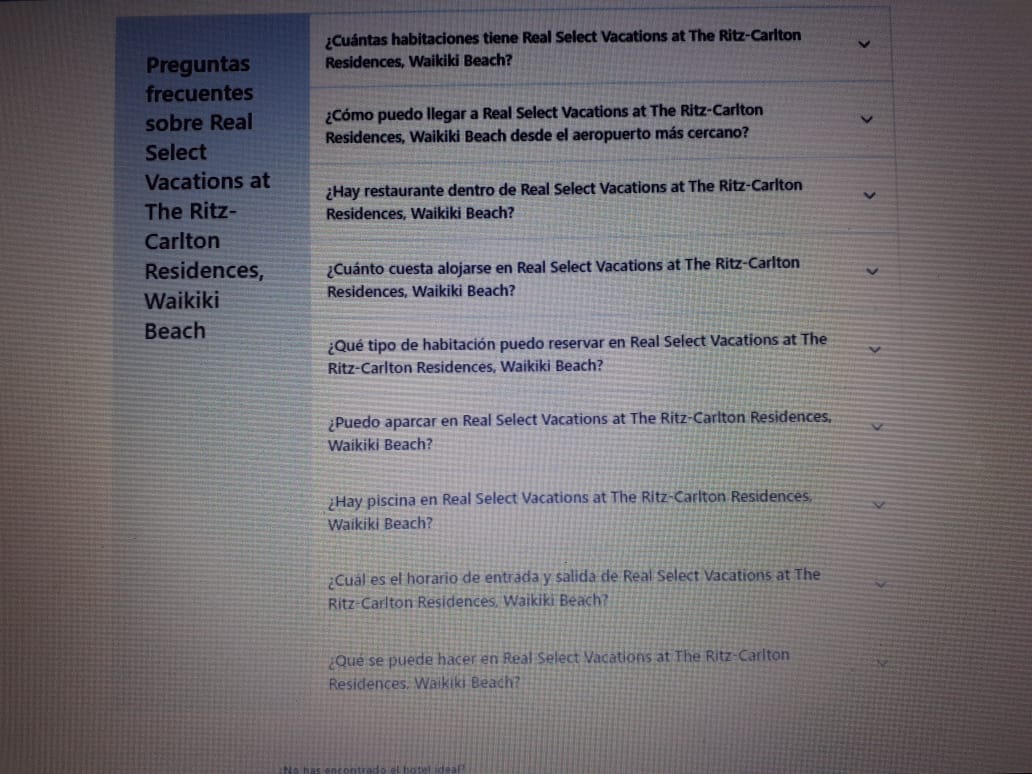 Preguntas
frecuentes
sobre Real
Select
Vacations at
The Ritz-
Carlton
Residences,
Waikiki
Beach
¿Cuántas habitaciones tiene Real Select Vacations at The Ritz-Carlton
Residences, Waikiki Beach?
¿Cómo puedo llegar a Real Select Vacations at The Ritz-Carlton
Residences, Waikiki Beach desde el aeropuerto más cercano?
¿Hay restaurante dentro de Real Select Vacations at The Ritz-Carlton
Residences, Waikiki Beach?
¿Cuánto cuesta alojarse en Real Select Vacations at The Ritz-Carlton
Residences, Waikiki Beach?
¿Qué tipo de habitación puedo reservar en Real Select Vacations at The
Ritz-Carlton Residences, Waikiki Beach?
¿Puedo aparcar en Real Select Vacations at The Ritz-Carlton Residences,
Waikiki Beach?
¿Hay piscina en Real Select Vacations at The Ritz-Carlton Residences,
Waikiki Beach?
¿Cuál es el horario de entrada y salida de Real Select Vacations at The
Ritz-Carlton Residences, Waikiki Beach?
¿Qué se puede hacer en Real Select Vacations at The Ritz-Carlton
Residences, Waikiki Beach?
¿No has encontrado el hotel ideal?